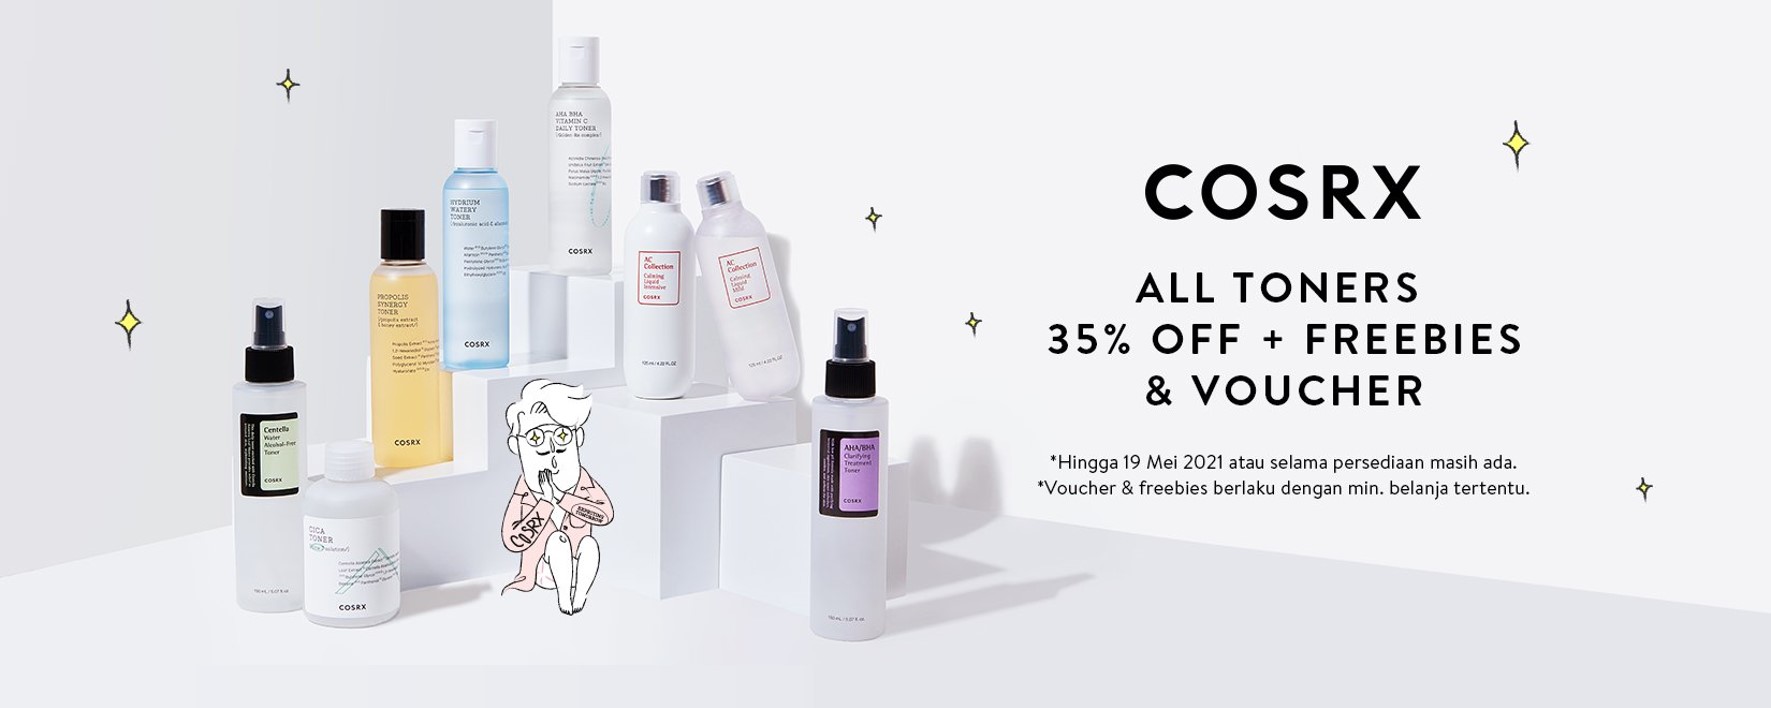 COSRX
ALL TONERS
35% OFF + FREEBIES
& VOUCHER
*Hingga 19 Mei 2021 atau selama persediaan masih ada.
*Voucher & freebies berlaku dengan min. belanja tertentu.
AHA BHA
VITAMIN C
DAILY TONER
COSRX
HYDRIUM
WATERY
TONER
COSRX
PROPOLIS
SYNERGY
TONER
COSRX
AC
Collection
Calming
Liquid
Intensive
COSRX
AC
Collection
Calming
Liquid
Mild
COSRX
Centella
Water
Alcohol-Free
Toner
COSRX
CICA
TONER
COSRX
COSRX
EXPECTING
TOMORROW
AHA/BHA
Clarifying
Treatment
Toner
COSRX